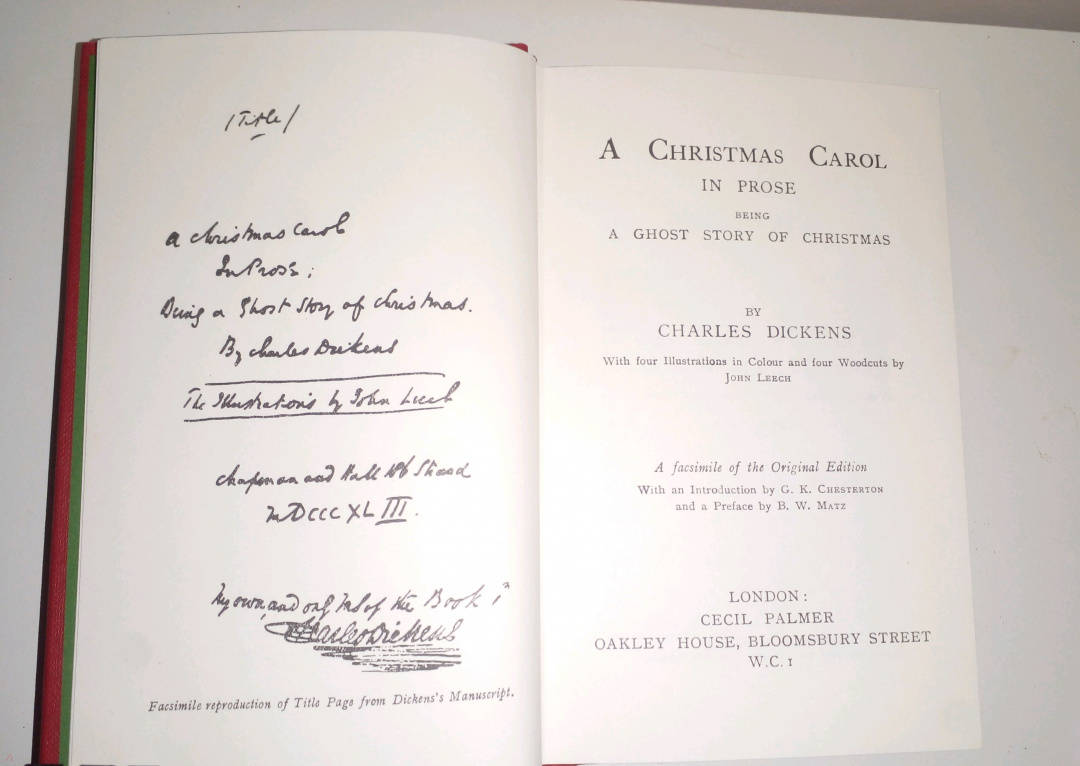 (Title)
A Christmas Carol
In Prose;
Being a Ghost Story of Christmas.
By Charles Dickens
The Illustrations by John Leech
Chapman and Hall 186 Strand
MDCCCXLIII.
My own, and only MS of the Book
Charles Dickens
Facsimile reproduction of Title Page from Dickens's Manuscript.
A CHRISTMAS CAROL
IN PROSE
BEING
A GHOST STORY OF CHRISTMAS
BY
CHARLES DICKENS
With four Illustrations in Colour and four Woodcuts by
JOHN LEECH
A facsimile of the Original Edition
With an Introduction by G. K. CHESTERTON
and a Preface by B. W. MATZ
LONDON:
CECIL PALMER
OAKLEY HOUSE, BLOOMSBURY STREET
W.C. 1